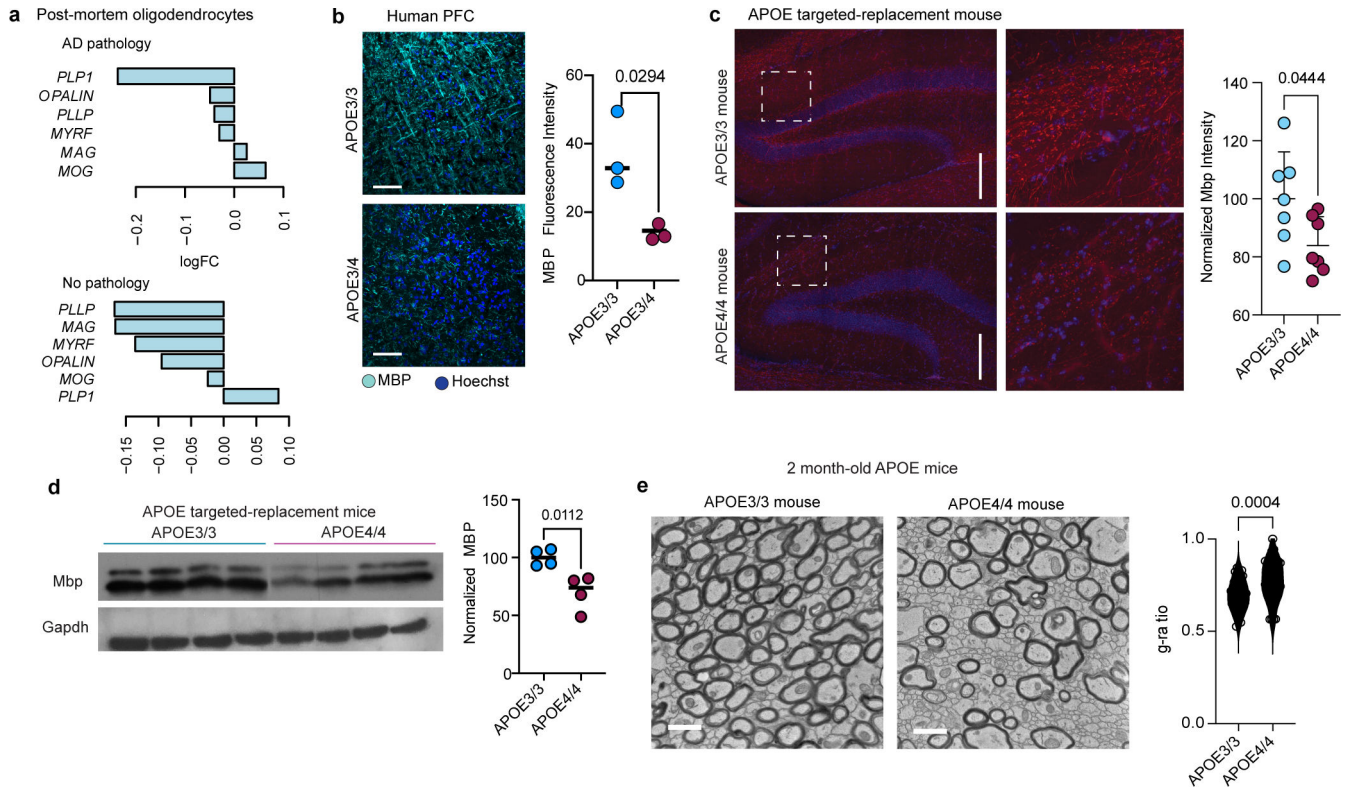 a
Post-mortem oligodendrocytes
AD pathology
PLP1
OPALIN
PLLP
MYRF
MAG
MOG
−0.2
0.0
0.1
logFC
No pathology
PLLP
MAG
MYRF
OPALIN
MOG
PLP1
−0.15
−0.10
−0.05
0.00
0.05
0.10
b
Human PFC
APOE3/3
APOE3/4
MBP
Hoechst
0.0294
60
40
20
0
MBP Fluorescence Intensity
APOE3/3
APOE3/4
c
APOE targeted-replacement mouse
APOE3/3 mouse
APOE4/4 mouse
0.0444
140
120
100
80
60
Normalized Mbp Intensity
APOE3/3
APOE4/4
d
APOE targeted-replacement mice
APOE3/3
APOE4/4
Mbp
Gapdh
150
0.0112
100
50
0
Normalized MBP
APOE3/3
APOE4/4
e
2 month-old APOE mice
APOE3/3 mouse
APOE4/4 mouse
0.0004
1.0
0.5
0.0
g-ra tio
APOE3/3
APOE4/4